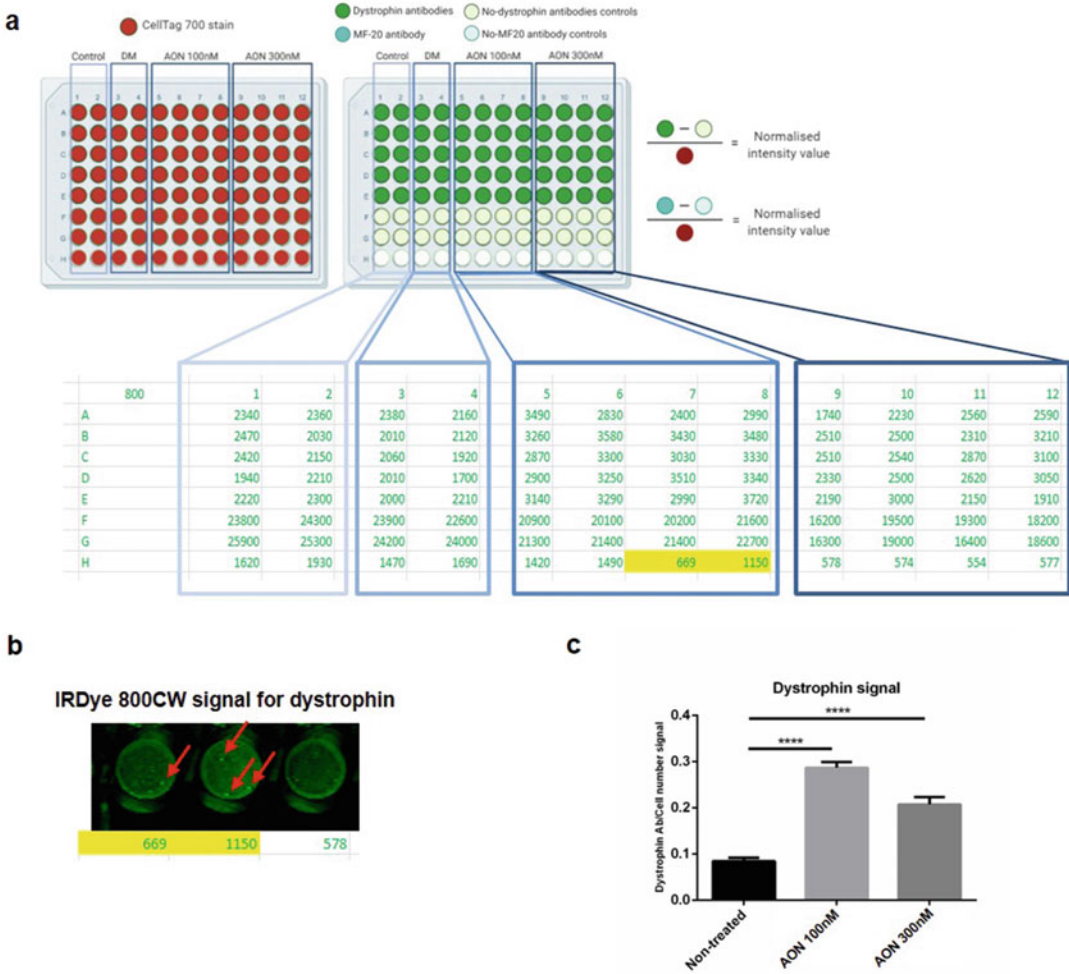 a
CellTag 700 stain
Dystrophin antibodies
No-dystrophin antibodies controls
MF-20 antibody
No-MF20 antibody controls
Control DM AON 100nM AON 300nM
1 2 3 4 5 6 7 8 9 10 11 12
A
B
C
D
E
F
G
H
Control DM AON 100nM AON 300nM
1 2 3 4 5 6 7 8 9 10 11 12
A
B
C
D
E
F
G
H
– = Normalised
intensity value
– = Normalised
intensity value
800 1 2 3 4 5 6 7 8 9 10 11 12
A 2340 2360 2380 2160 3490 2830 2400 2990 1740 2230 2560 2590
B 2470 2030 2010 2120 3260 3580 3430 3480 2510 2500 2310 3210
C 2420 2150 2060 1920 2870 3300 3030 3330 2510 2540 2870 3100
D 1940 2210 2010 1700 2900 3250 3510 3340 2330 2500 2620 3050
E 2220 2300 2000 2210 3140 3290 2990 3720 2190 3000 2150 1910
F 23800 24300 23900 22600 20900 20100 20200 21600 16200 19500 19300 18200
G 25900 25300 24200 24000 21300 21400 21400 22700 16300 19000 16400 18600
H 1620 1930 1470 1690 1420 1490 669 1150 578 574 554 577
b
IRDye 800CW signal for dystrophin
669 1150 578
c
Dystrophin signal
Dystrophin Ab/Cell number signal
0.4
0.3
0.2
0.1
0.0
****
****
Non-treated
AON 100nM
AON 300nM